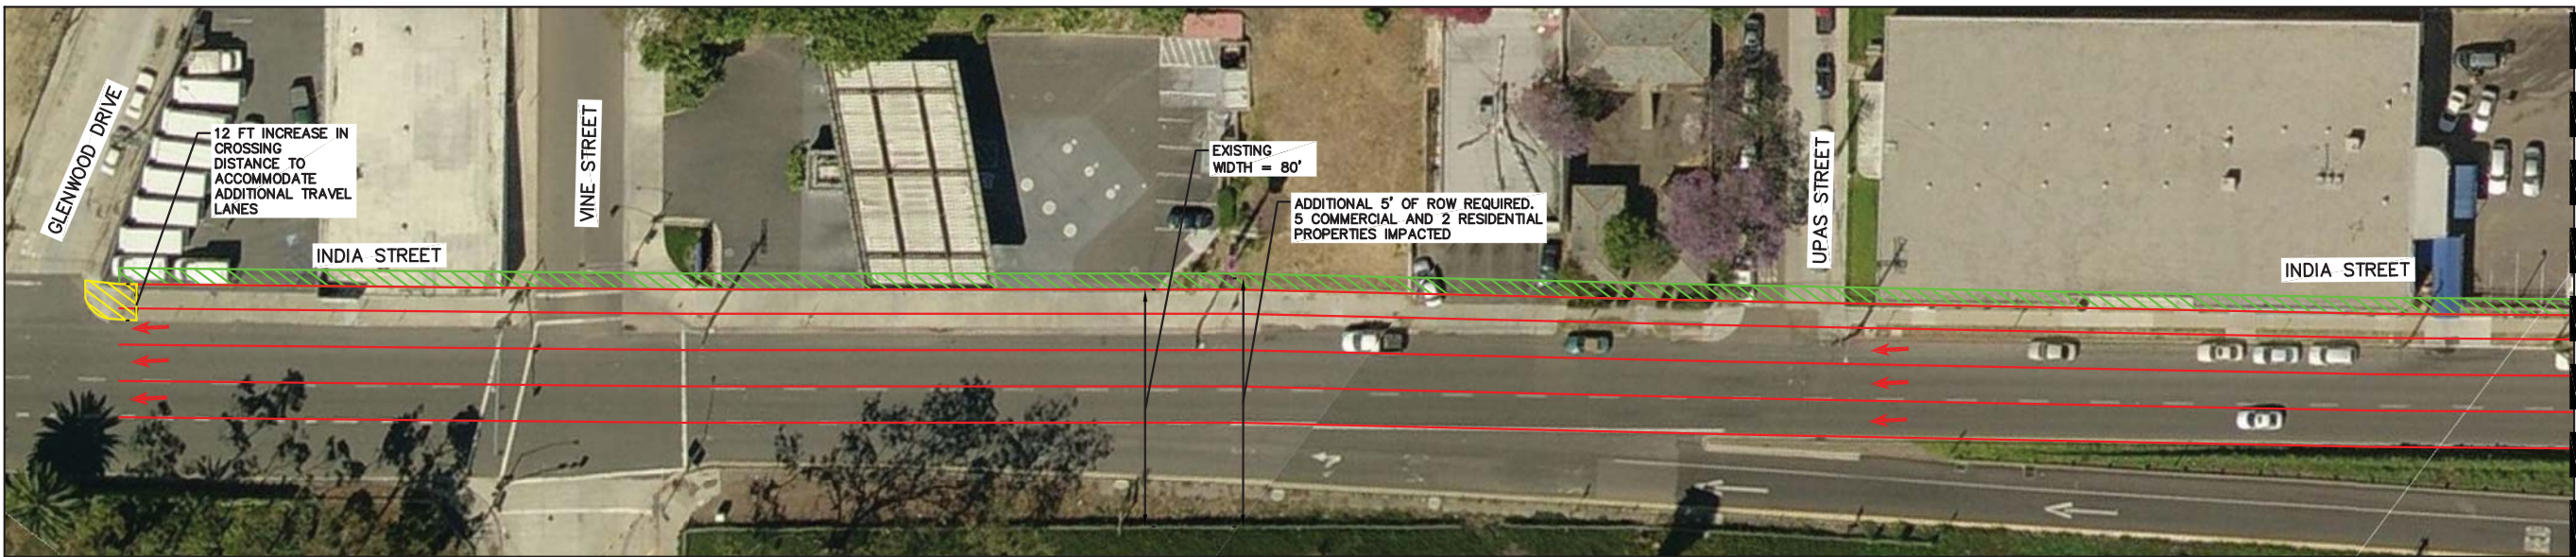 GLENWOOD DRIVE
12 FT INCREASE IN
CROSSING
DISTANCE TO
ACCOMMODATE
ADDITIONAL TRAVEL
LANES
INDIA STREET
VINE STREET
EXISTING
WIDTH = 80'
ADDITIONAL 5' OF ROW REQUIRED.
5 COMMERCIAL AND 2 RESIDENTIAL
PROPERTIES IMPACTED
UPAS STREET
INDIA STREET